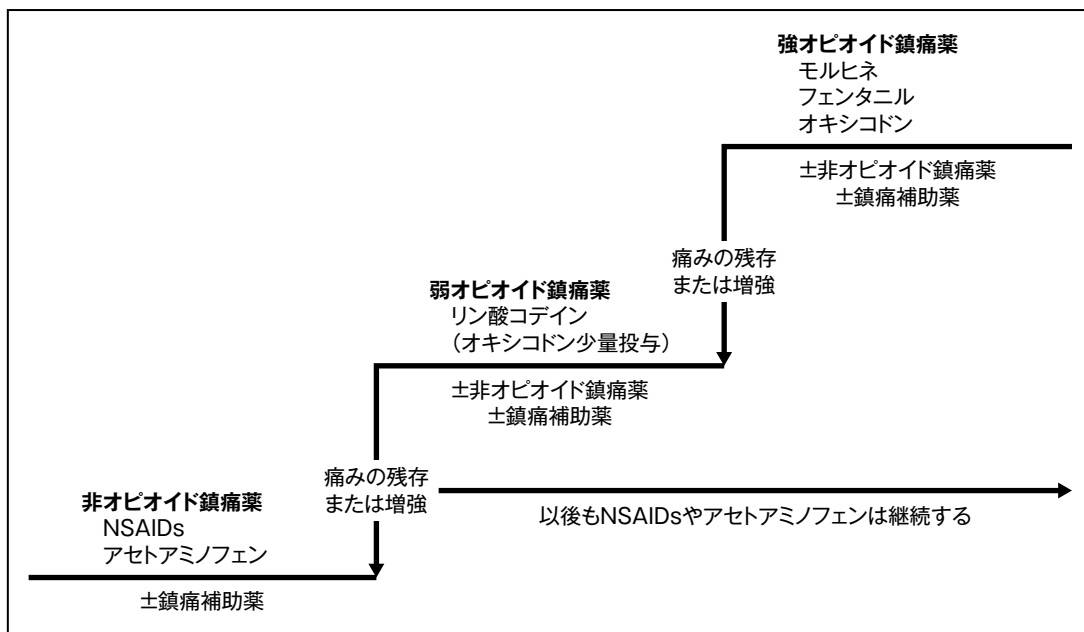 強オピオイド鎮痛薬
モルヒネ
フェンタニル
オキシコドン
±非オピオイド鎮痛薬
±鎮痛補助薬
痛みの残存
または増強
弱オピオイド鎮痛薬
リン酸コデイン
（オキシコドン少量投与）
±非オピオイド鎮痛薬
±鎮痛補助薬
痛みの残存
または増強
非オピオイド鎮痛薬
NSAIDs
アセトアミノフェン
±鎮痛補助薬
以後もNSAIDsやアセトアミノフェンは継続する